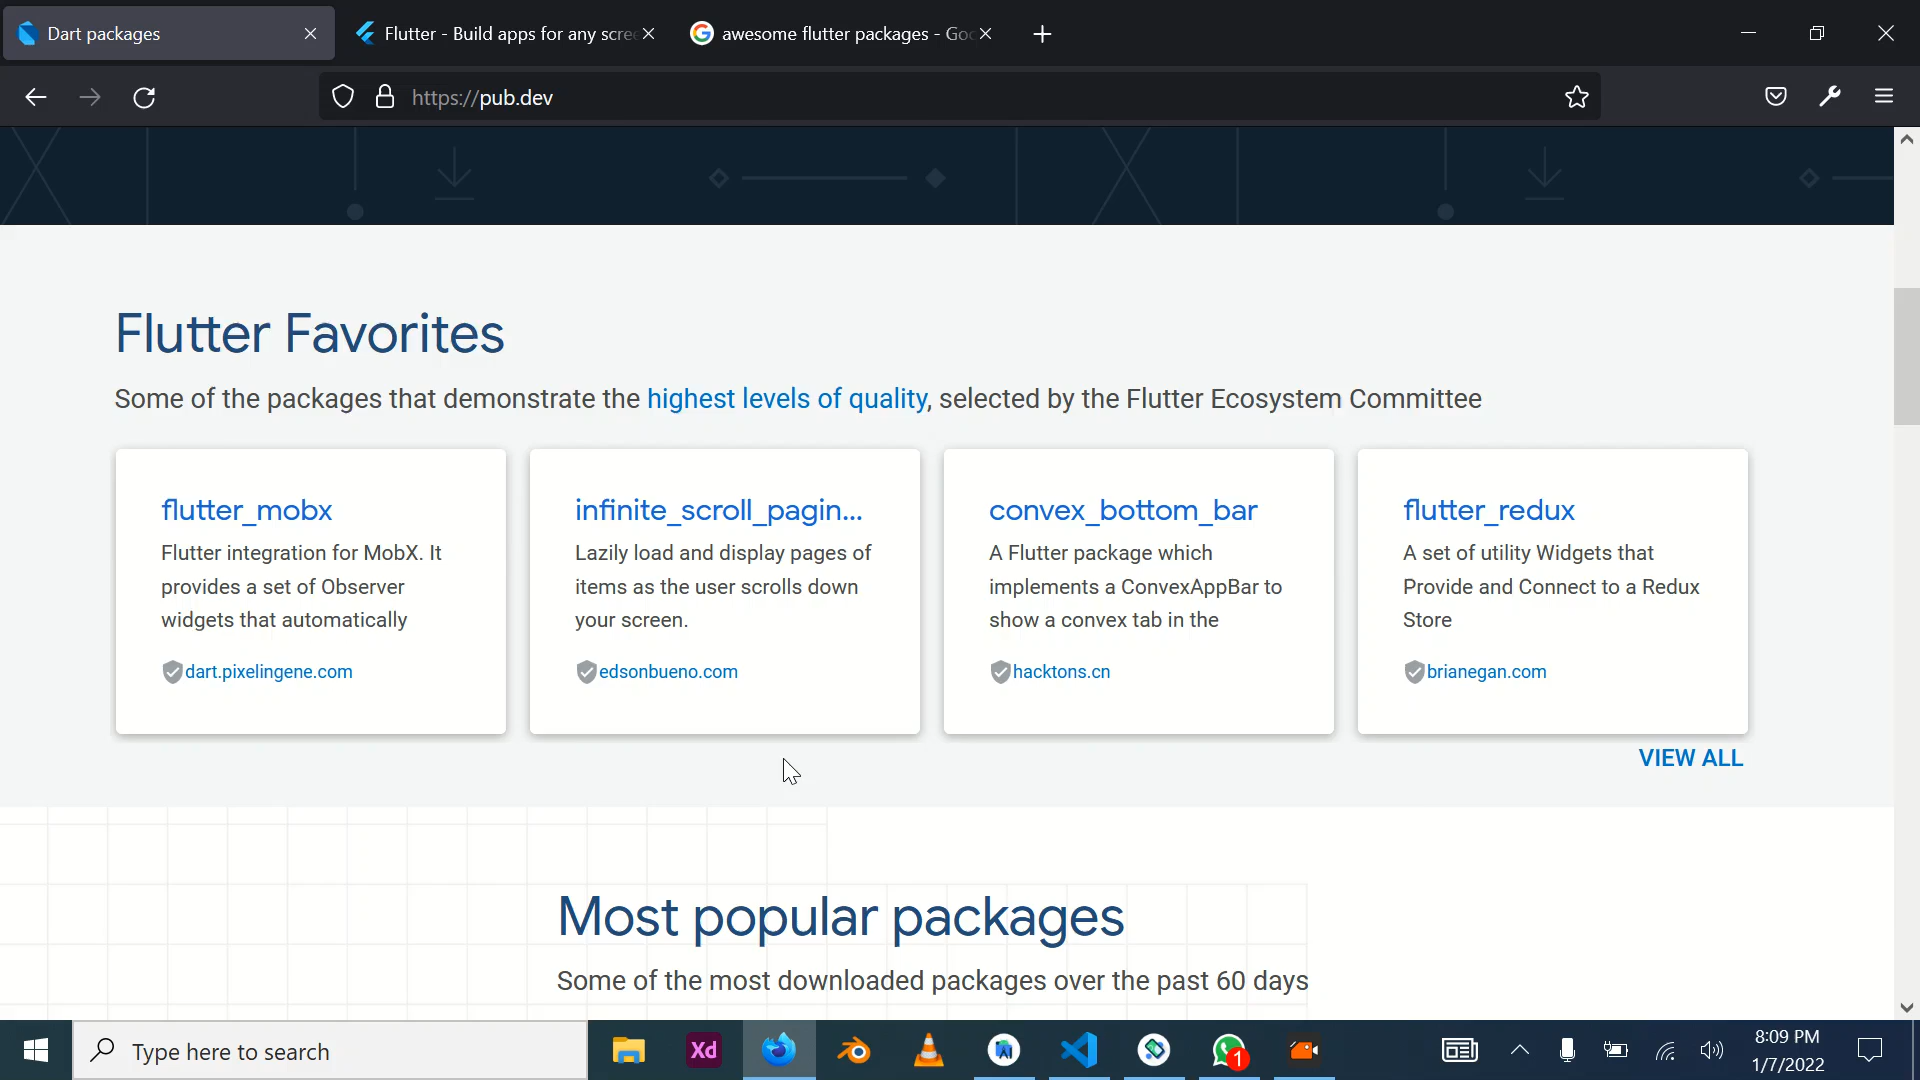 Dart packages
Flutter - Build apps for any scre
awesome flutter packages - Goo
https://pub.dev
Flutter Favorites
Some of the packages that demonstrate the highest levels of quality, selected by the Flutter Ecosystem Committee
flutter_mobx
Flutter integration for MobX. It
provides a set of Observer
widgets that automatically
dart.pixelingene.com
infinite_scroll_pagin...
Lazily load and display pages of
items as the user scrolls down
your screen.
edsonbueno.com
convex_bottom_bar
A Flutter package which
implements a ConvexAppBar to
show a convex tab in the
hacktons.cn
flutter_redux
A set of utility Widgets that
Provide and Connect to a Redux
Store
brianegan.com
VIEW ALL
Most popular packages
Some of the most downloaded packages over the past 60 days
Type here to search
Xd
1
8:09 PM
1/7/2022